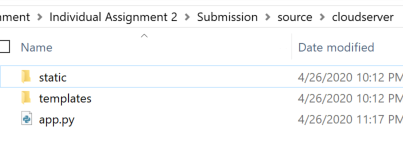 Individual Assignment 2 > Submission > source > cloudserver
Name Date modified
static 4/26/2020 10:12 PM
templates 4/26/2020 10:12 PM
app.py 4/26/2020 11:17 PM